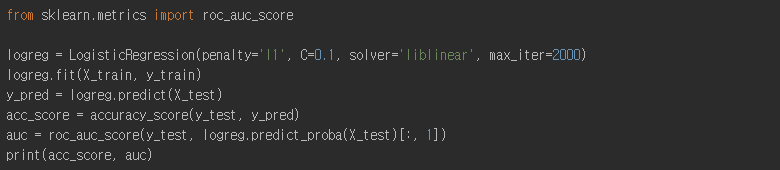 from sklearn.metrics import roc_auc_score
logreg = LogisticRegression(penalty='l1', C=0.1, solver='liblinear', max_iter=2000)
logreg.fit(X_train, y_train)
y_pred = logreg.predict(X_test)
acc_score = accuracy_score(y_test, y_pred)
auc = roc_auc_score(y_test, logreg.predict_proba(X_test)[:, 1])
print(acc_score, auc)